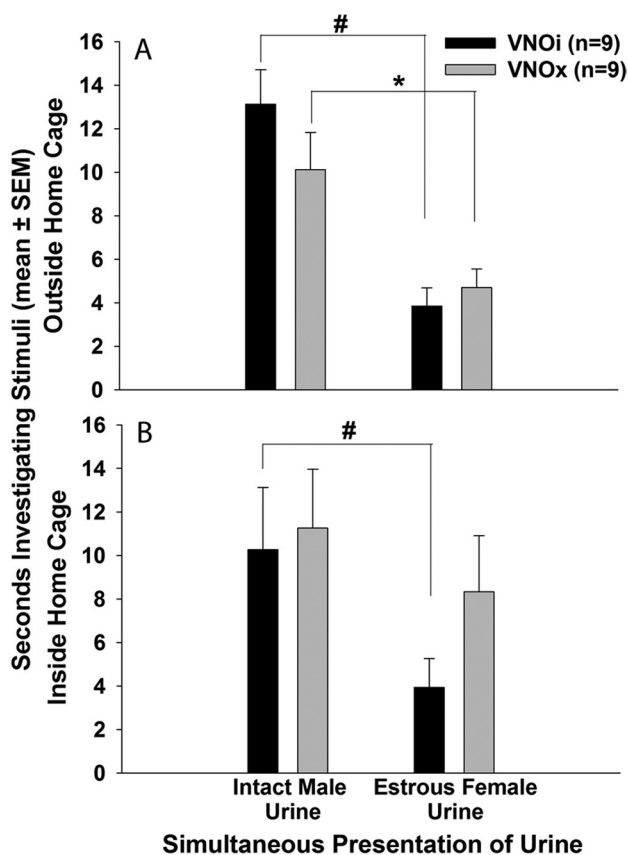 A
#
VNOi (n=9)
VNOx (n=9)
*
16
14
12
10
8
6
4
2
0
Seconds Investigating Stimuli (mean ± SEM)
Outside Home Cage
B
#
16
14
12
10
8
6
4
2
0
Inside Home Cage
Intact Male
Urine
Estrous Female
Urine
Simultaneous Presentation of Urine